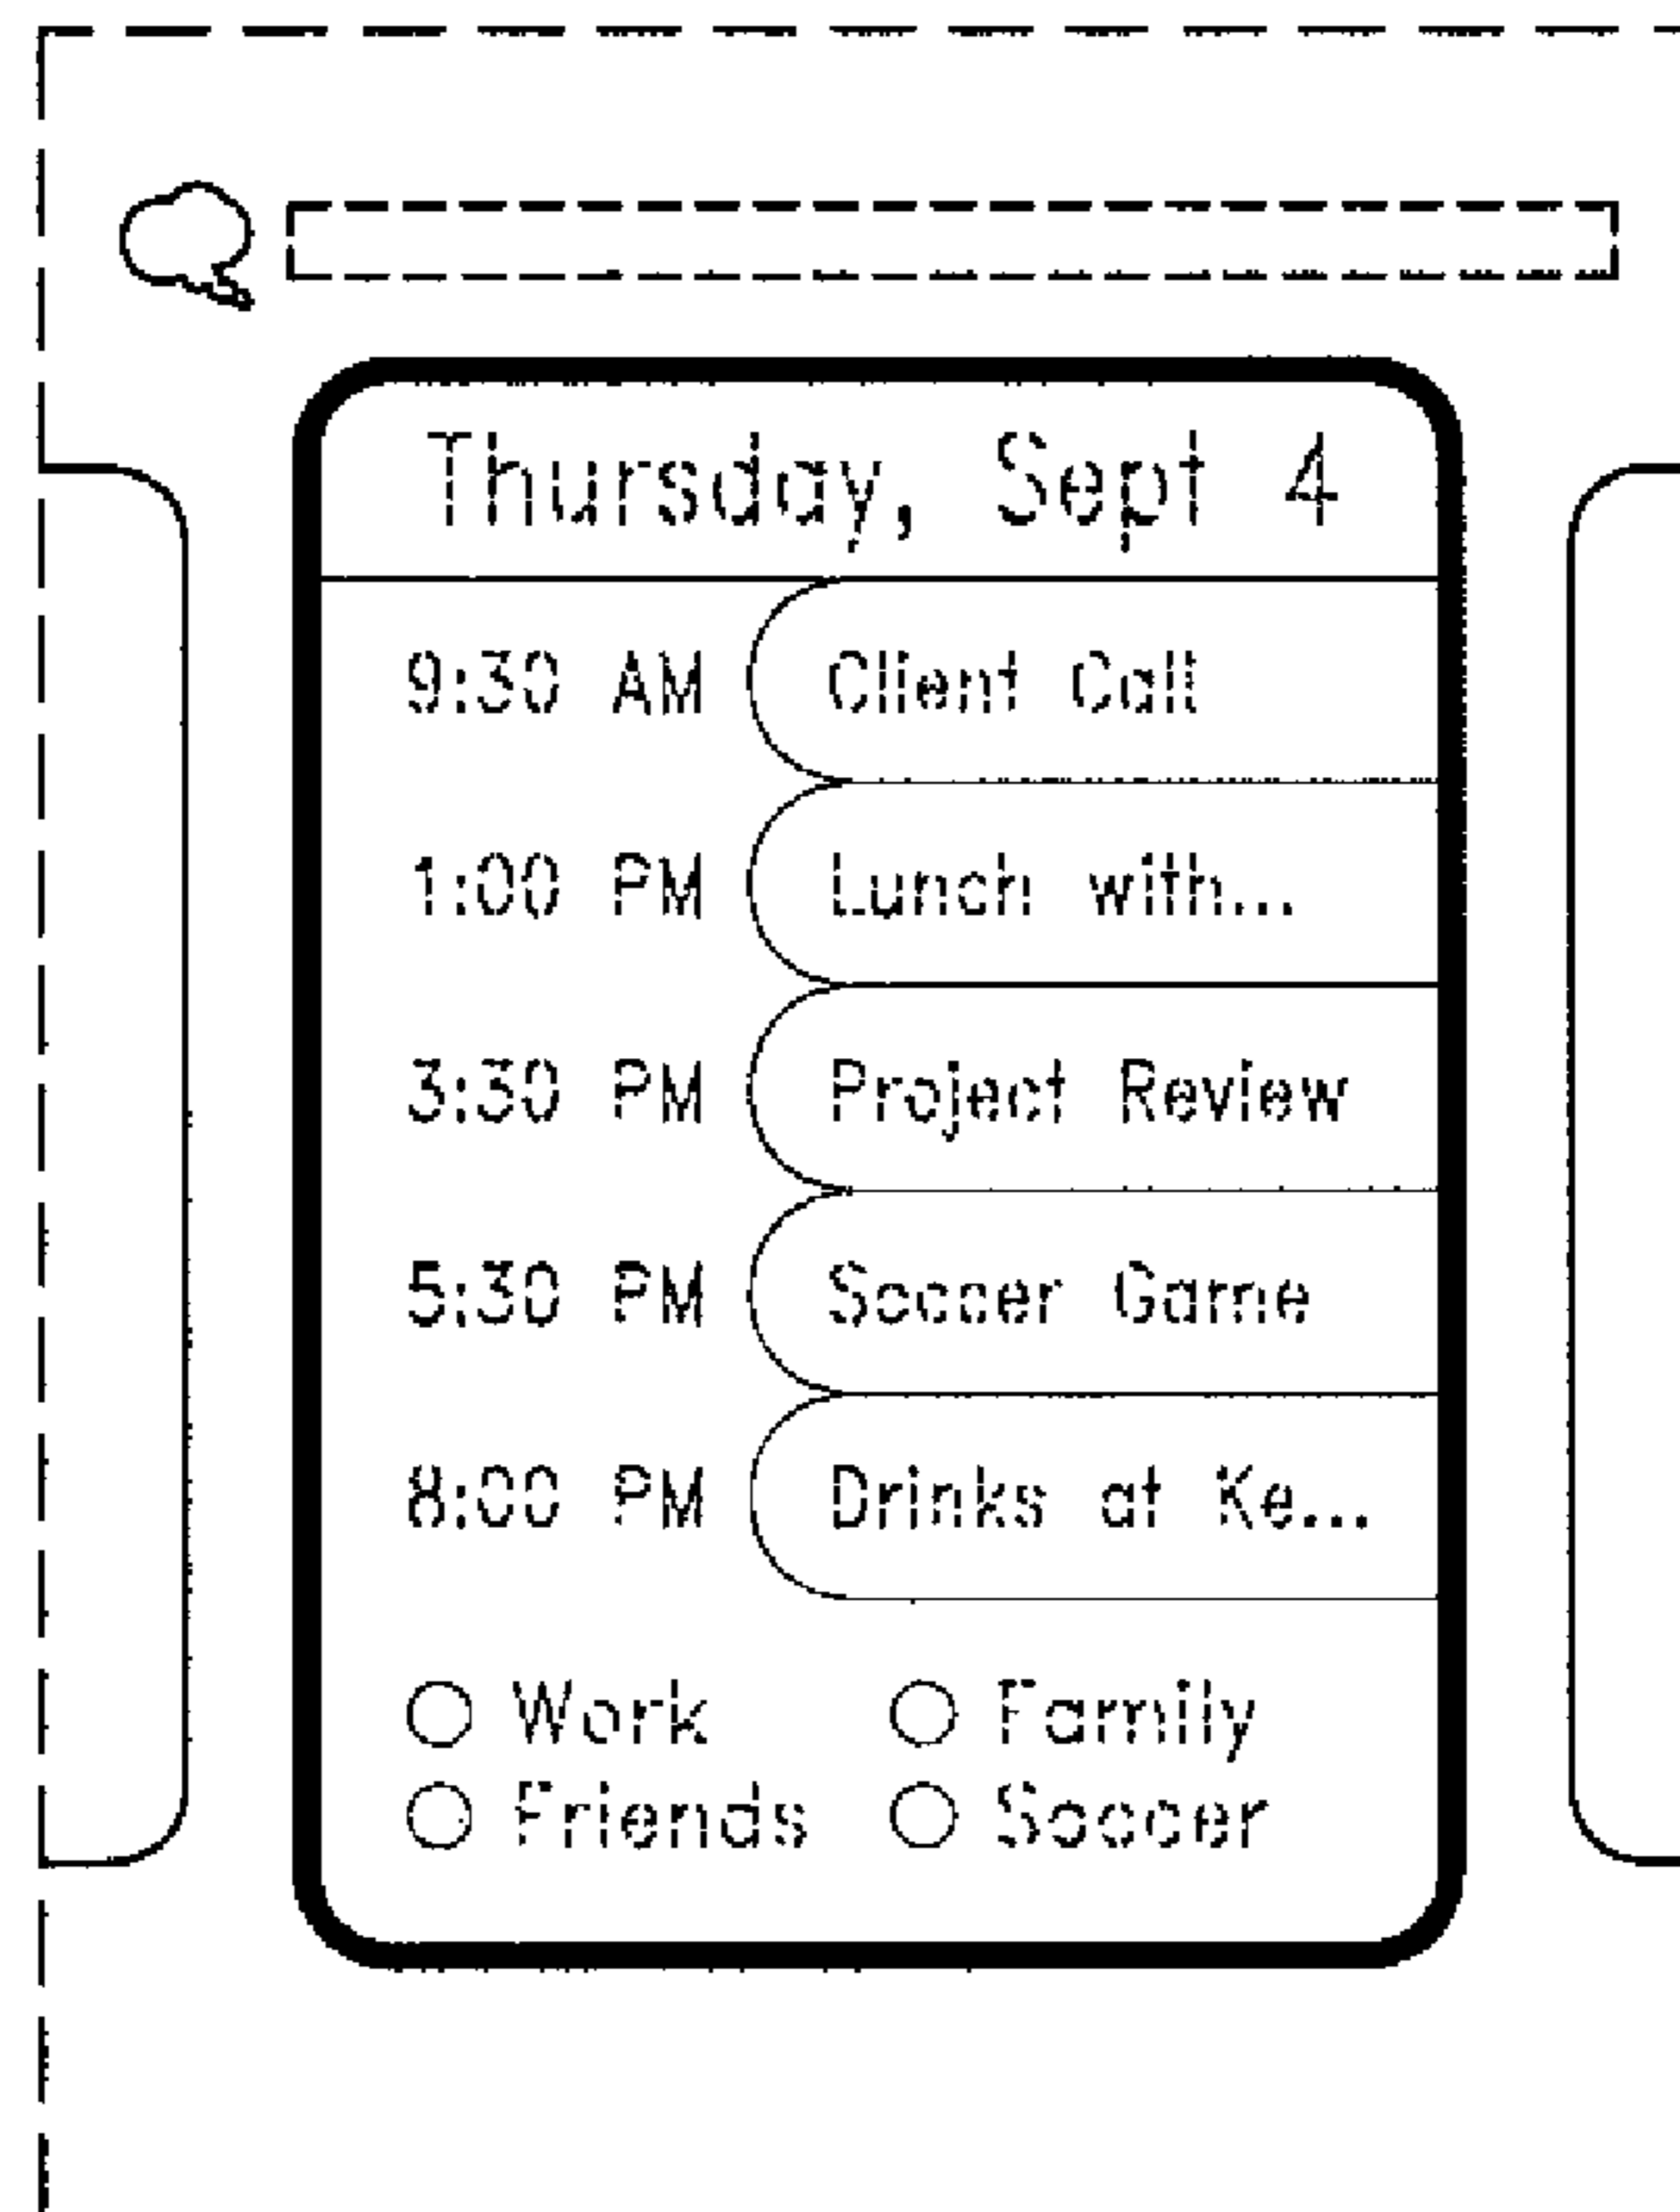 Thursday, Sept 4
9:30 AM Client Call
1:00 PM Lunch with...
3:30 PM Project Review
5:30 PM Soccer Game
8:00 PM Drinks at Ke...
Work Family
Friends Soccer